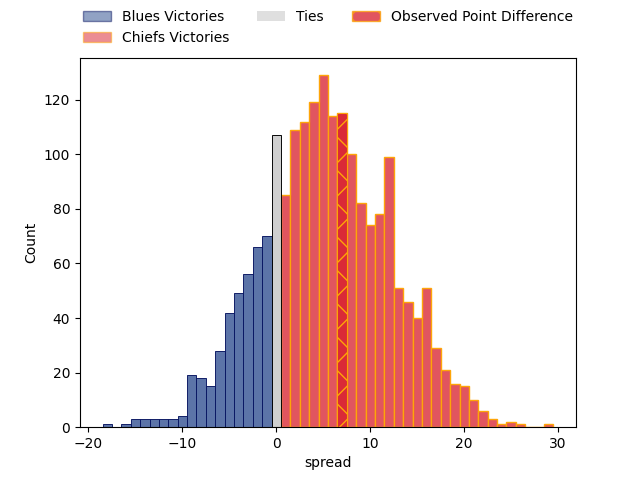 Blues Victories
Ties
Observed Point Difference
Chiefs Victories
120
100
80
60
40
20
0
Count
−20
−10
0
10
20
30
spread